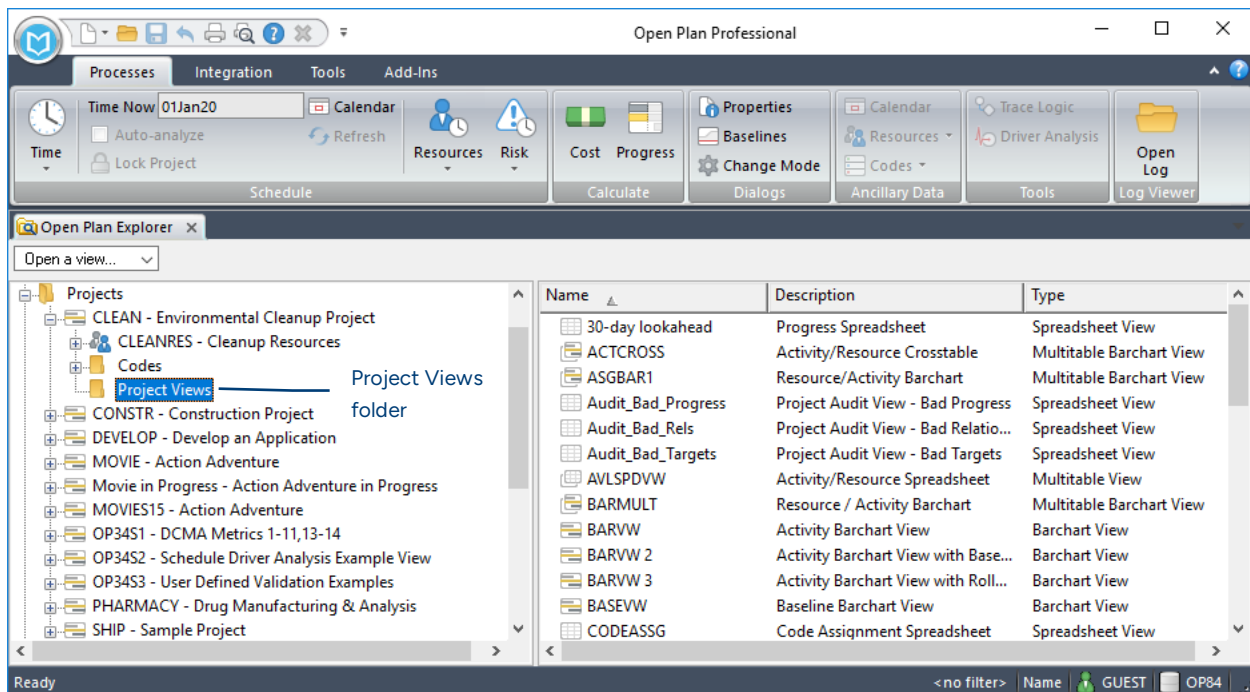 Open Plan Professional
Processes Integration Tools Add-Ins
Time Now 01Jan20
Calendar
Auto-analyze
Refresh
Lock Project
Time
Resources
Risk
Schedule
Cost
Progress
Calculate
Properties
Baselines
Change Mode
Dialogs
Calendar
Resources
Codes
Ancillary Data
Trace Logic
Driver Analysis
Tools
Open
Log
Log Viewer
Open Plan Explorer
Open a view...
Projects
CLEAN - Environmental Cleanup Project
CLEANRES - Cleanup Resources
Codes
Project Views
CONSTR - Construction Project
DEVELOP - Develop an Application
MOVIE - Action Adventure
Movie in Progress - Action Adventure in Progress
MOVIES15 - Action Adventure
OP34S1 - DCMA Metrics 1-11,13-14
OP34S2 - Schedule Driver Analysis Example View
OP34S3 - User Defined Validation Examples
PHARMACY - Drug Manufacturing & Analysis
SHIP - Sample Project
Project Views
folder
Name Description Type
30-day lookahead Progress Spreadsheet Spreadsheet View
ACTCROSS Activity/Resource Crosstable Multitable Barchart View
ASGBAR1 Resource/Activity Barchart Multitable Barchart View
Audit_Bad_Progress Project Audit View - Bad Progress Spreadsheet View
Audit_Bad_Rels Project Audit View - Bad Relatio... Spreadsheet View
Audit_Bad_Targets Project Audit View - Bad Targets Spreadsheet View
AVLSPDVW Activity/Resource Spreadsheet Multitable View
BARMULT Resource / Activity Barchart Multitable Barchart View
BARVW Activity Barchart View Barchart View
BARVW 2 Activity Barchart View with Base... Barchart View
BARVW 3 Activity Barchart View with Roll... Barchart View
BASEVW Baseline Barchart View Barchart View
CODEASSG Code Assignment Spreadsheet Spreadsheet View
Ready <no filter> Name GUEST OP84